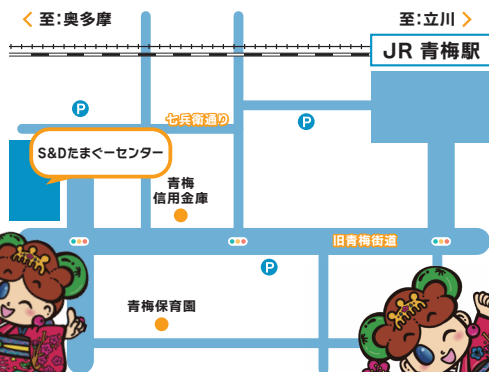 至:奥多摩
至:立川
JR 青梅駅
P
七兵衛通り
P
S&Dたまぐーセンター
青梅
信用金庫
旧青梅街道
P
青梅保育園